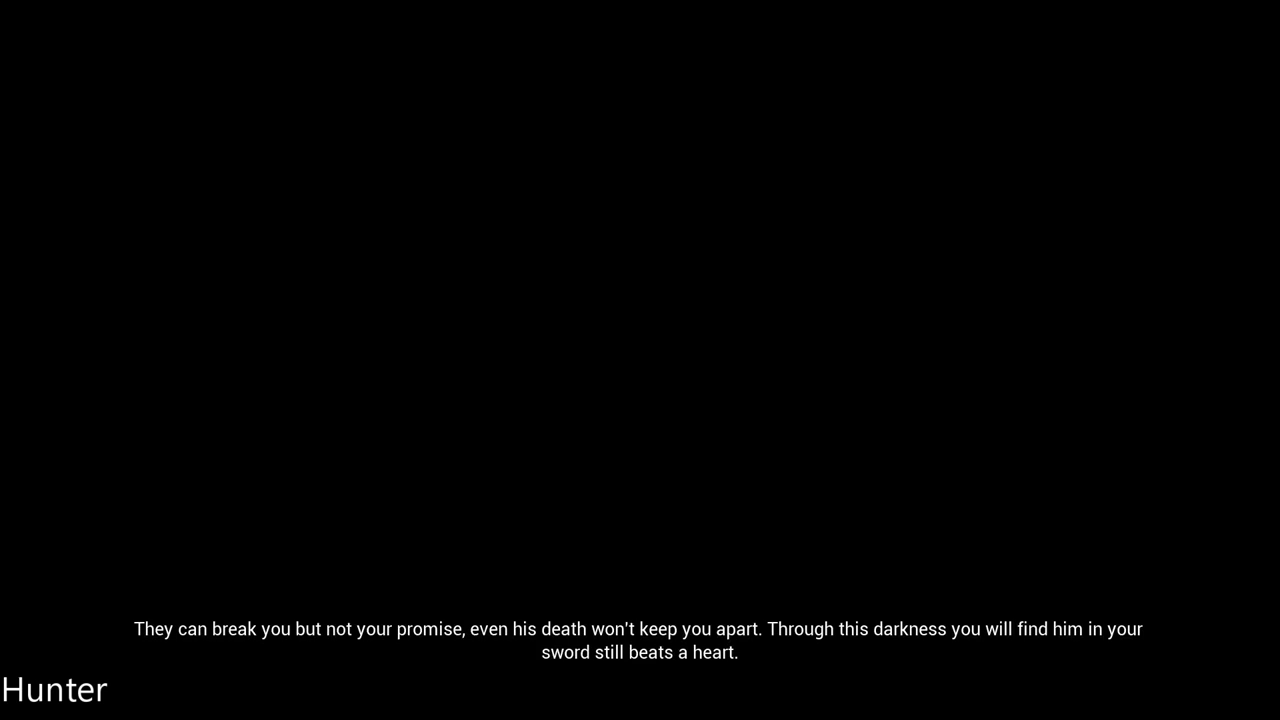 They can break you but not your promise, even his death won't keep you apart. Through this darkness you will find him in your
sword still beats a heart.
Hunter